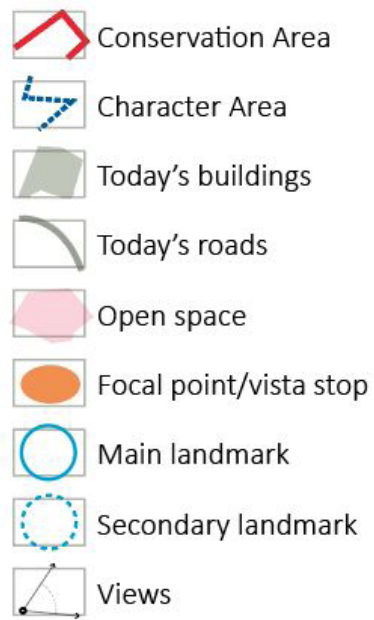 Conservation Area
Character Area
Today’s buildings
Today’s roads
Open space
Focal point/vista stop
Main landmark
Secondary landmark
Views